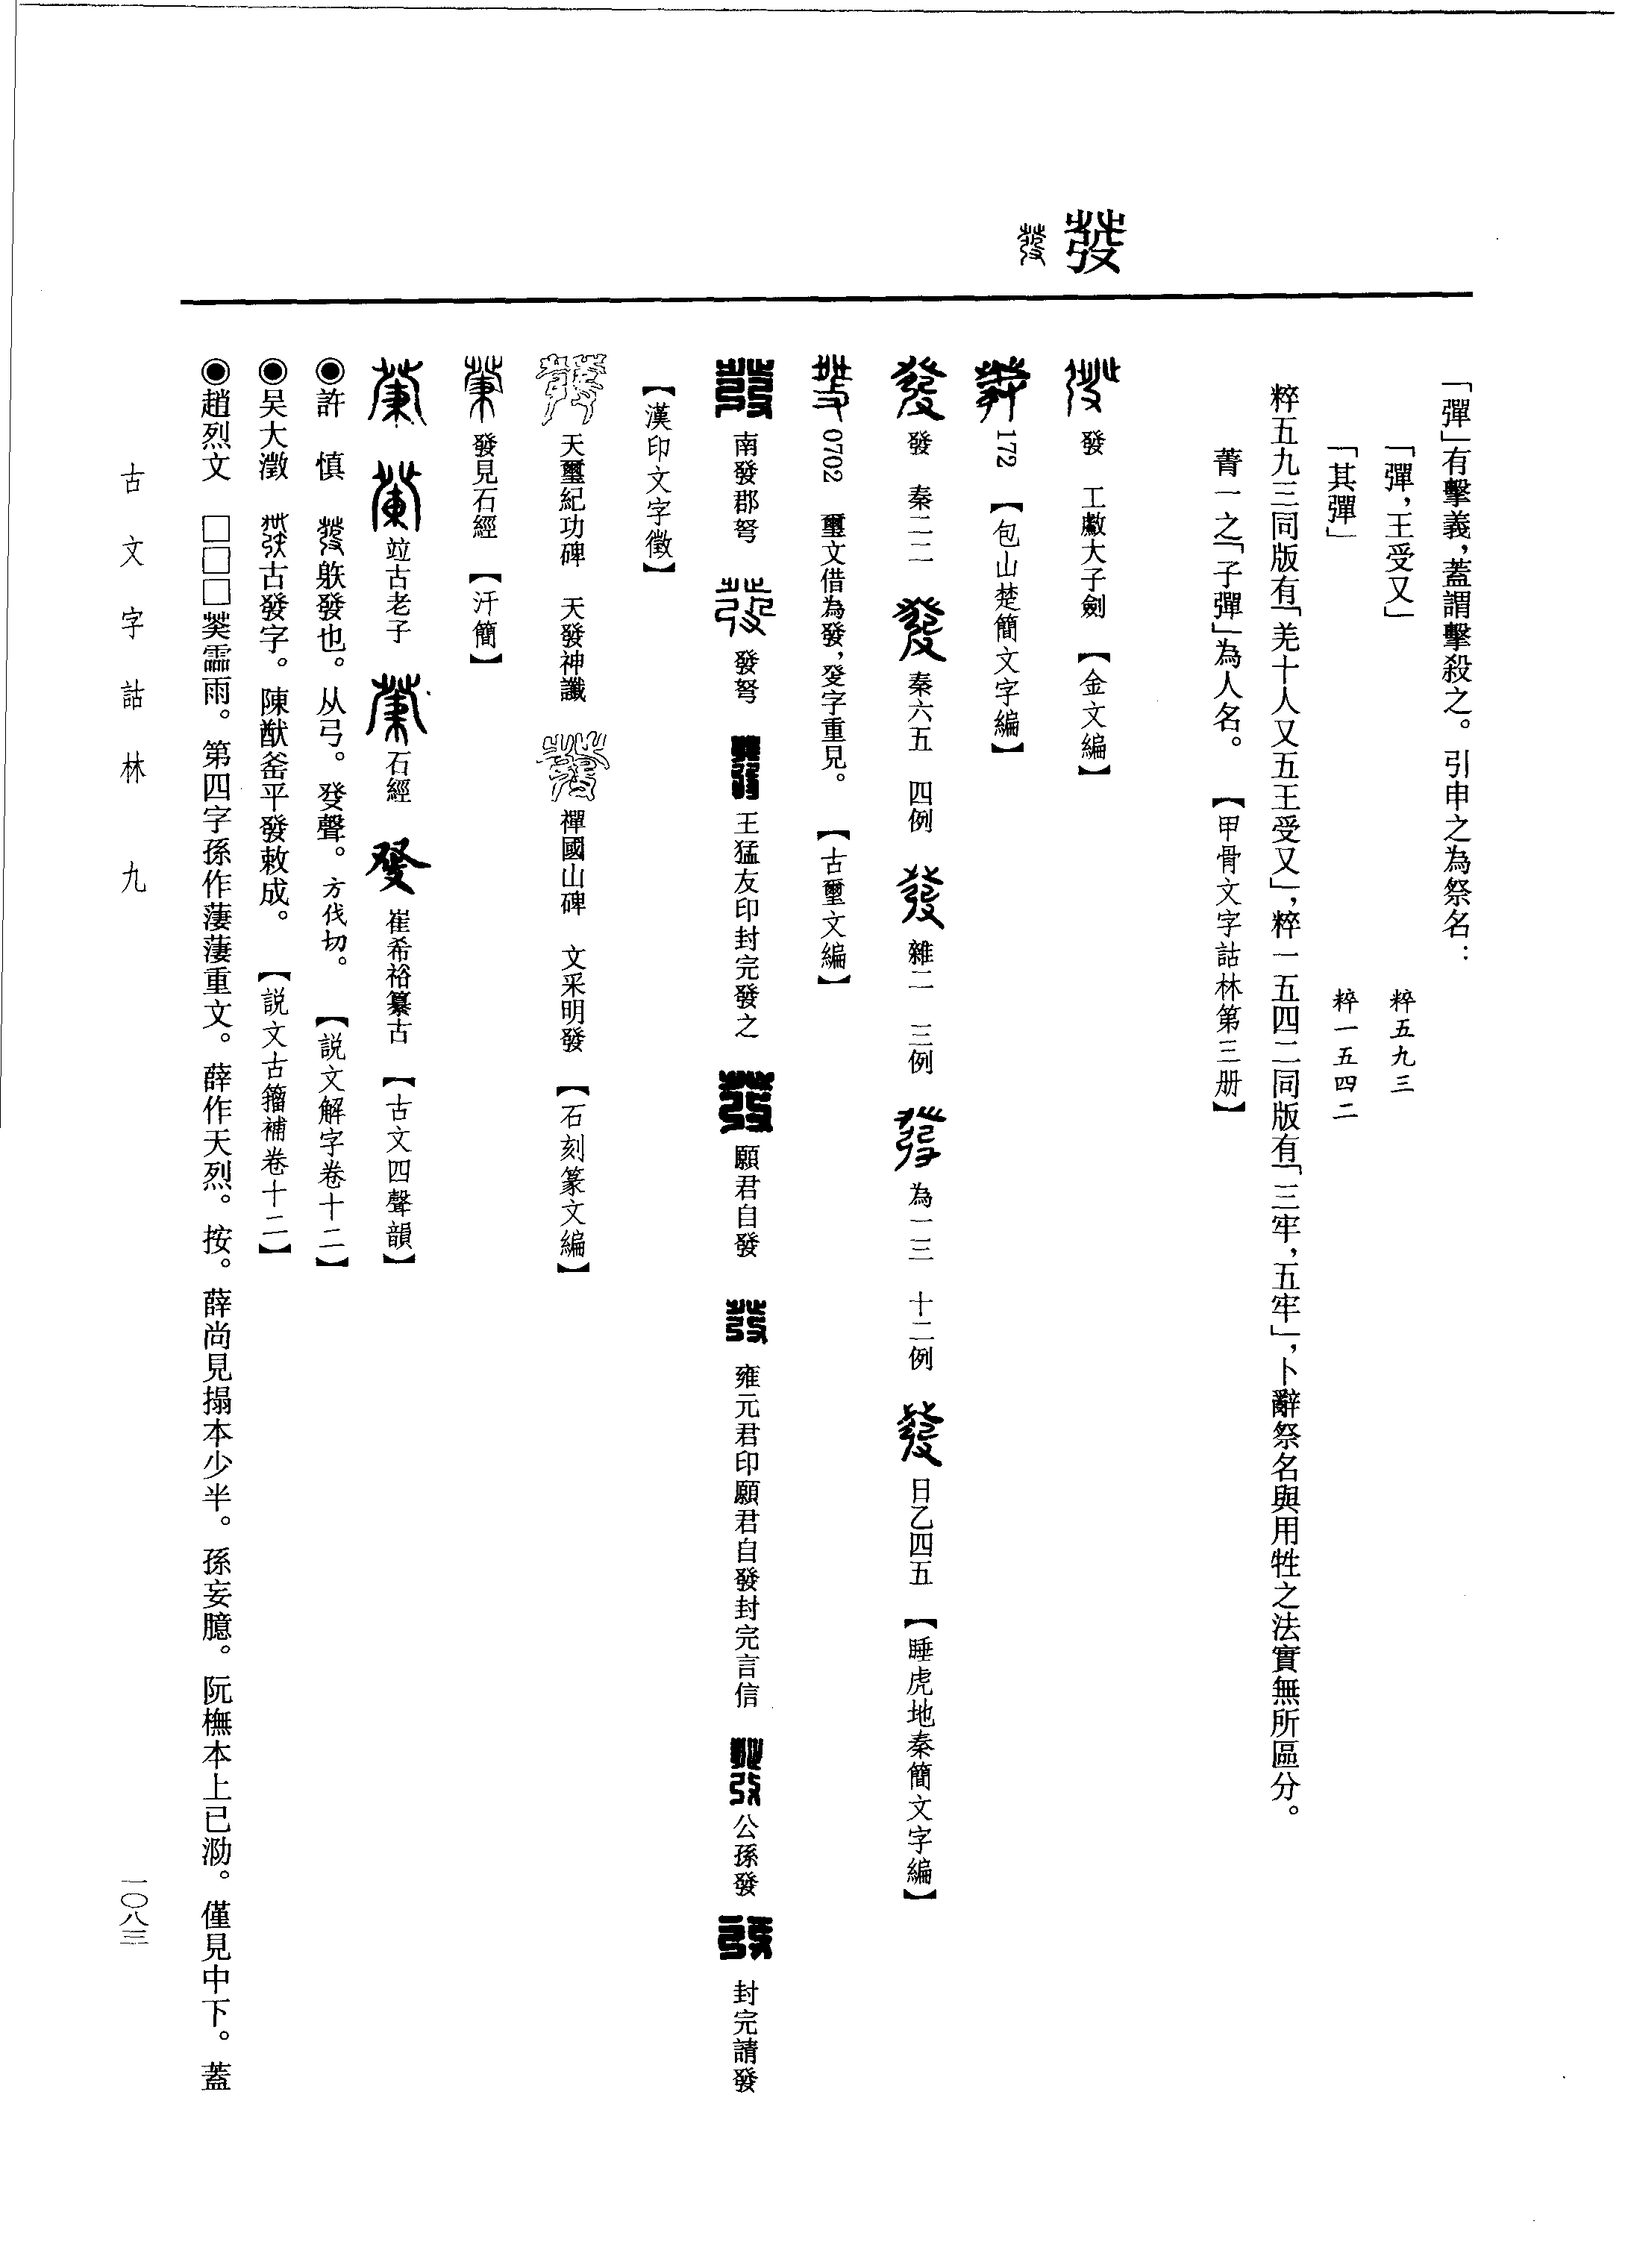 「彈」有擊義，蓋謂擊殺之。引申之為祭名：
「彈，王受又」　粹五九三
「其彈」　粹一五四二
粹五九三同版有「羌十人又五王受又」，粹一五四二同版有「三牢，五牢」，卜辭祭名與用牲之法實無所區分。
菁一之「子彈」為人名。【甲骨文字詁林第三册】
發
發　工䱷大子劍　【金文編】
172　【包山楚簡文字編】
發　秦二二　秦六五　四例　雜二　三例　為一三　十二例　日乙四五　【睡虎地秦簡文字編】
0702　璽文借為發，癹字重見。【古璽文編】
南發郡弩　發弩　王猛友印封完發之　願君自發　雍元君印願君自發封完言信　公孫發　封完請發
【漢印文字徵】
天璽紀功碑　天發神讖　禪國山碑　文采明發　【石刻篆文編】
發見石經　【汗簡】
竝古老子　石經　崔希裕纂古　【古文四聲韻】
◉許　慎　躲發也。从弓。癹聲。方伐切。【説文解字卷十二】
◉吴大澂　古發字。陳猷釜平發敕成。【説文古籀補卷十二】
◉趙烈文　□□□霝雨。第四字孫作萋萋重文。薛作天烈。按。薛尚見搨本少半。孫妄臆。阮橅本上已泐。僅見中下。蓋
古文字詁林　九
一〇八三